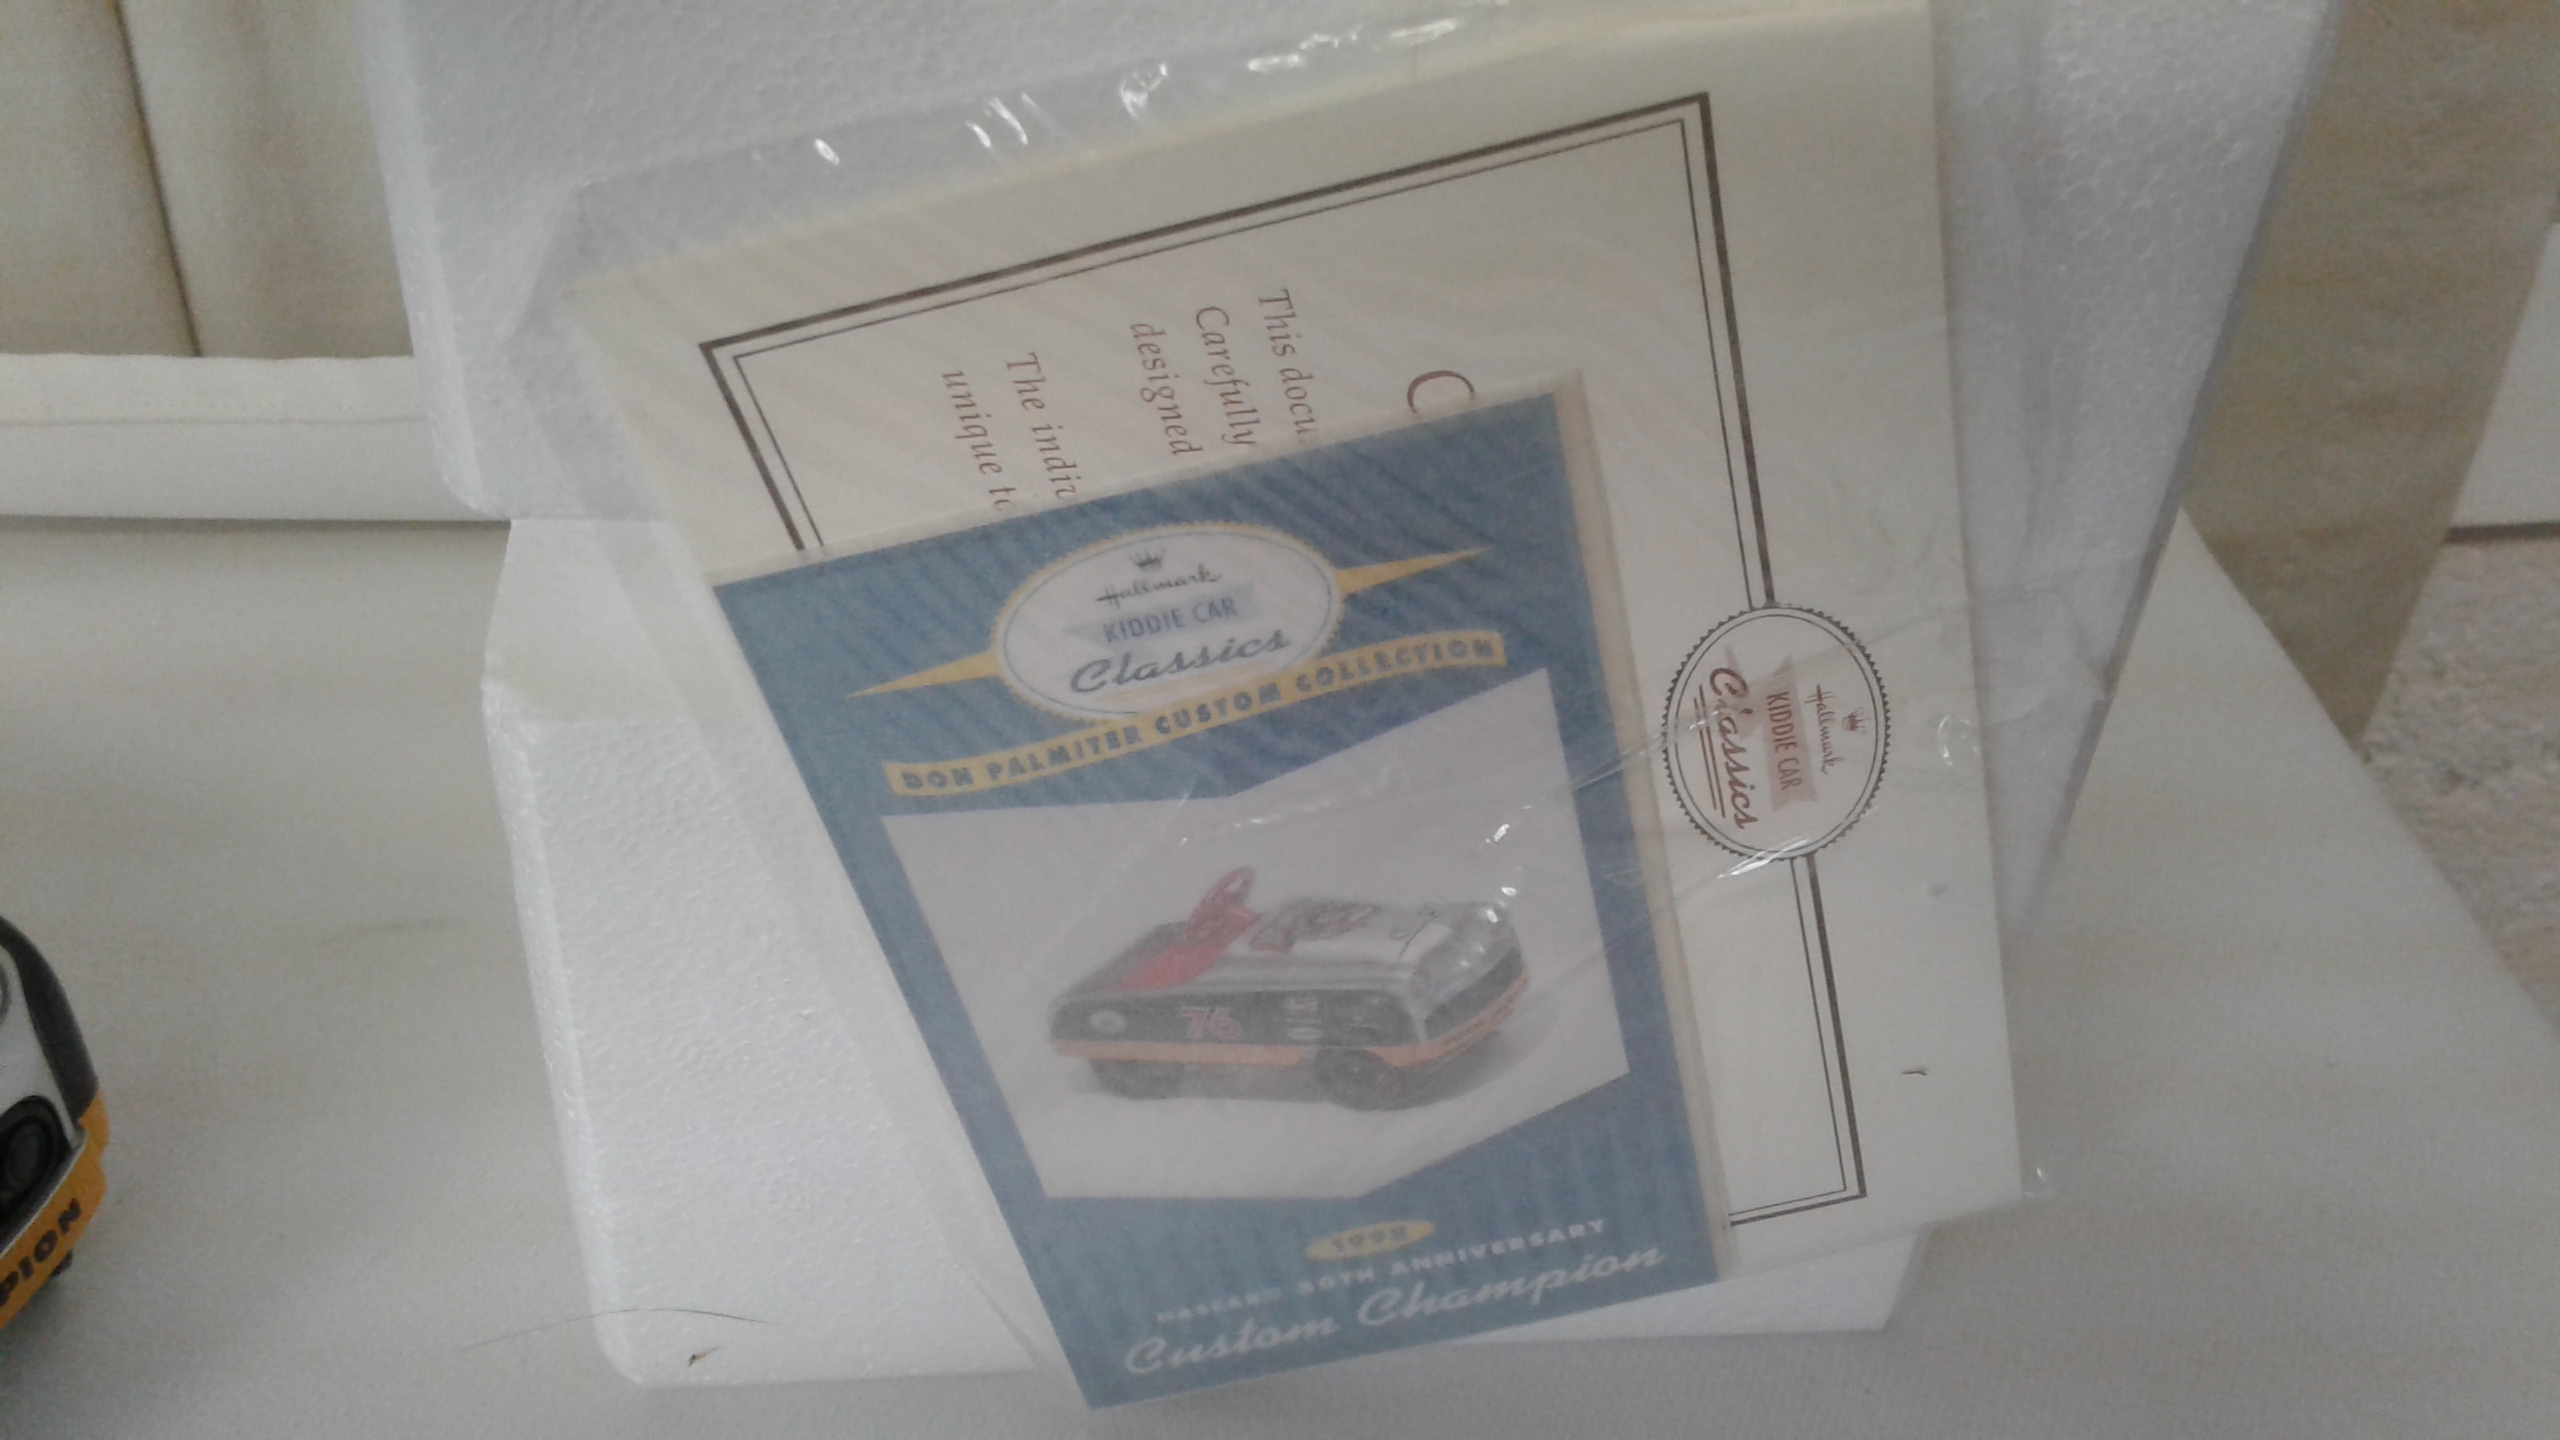 This docu
Carefully
designed
The indiv
unique to
C
Hallmark
KIDDIE CAR
Classics
DON PALMITER CUSTOM COLLECTION
76
1998
50TH ANNIVERSARY
Custom Champion
Hallmark
KIDDIE CAR
Classics
PION